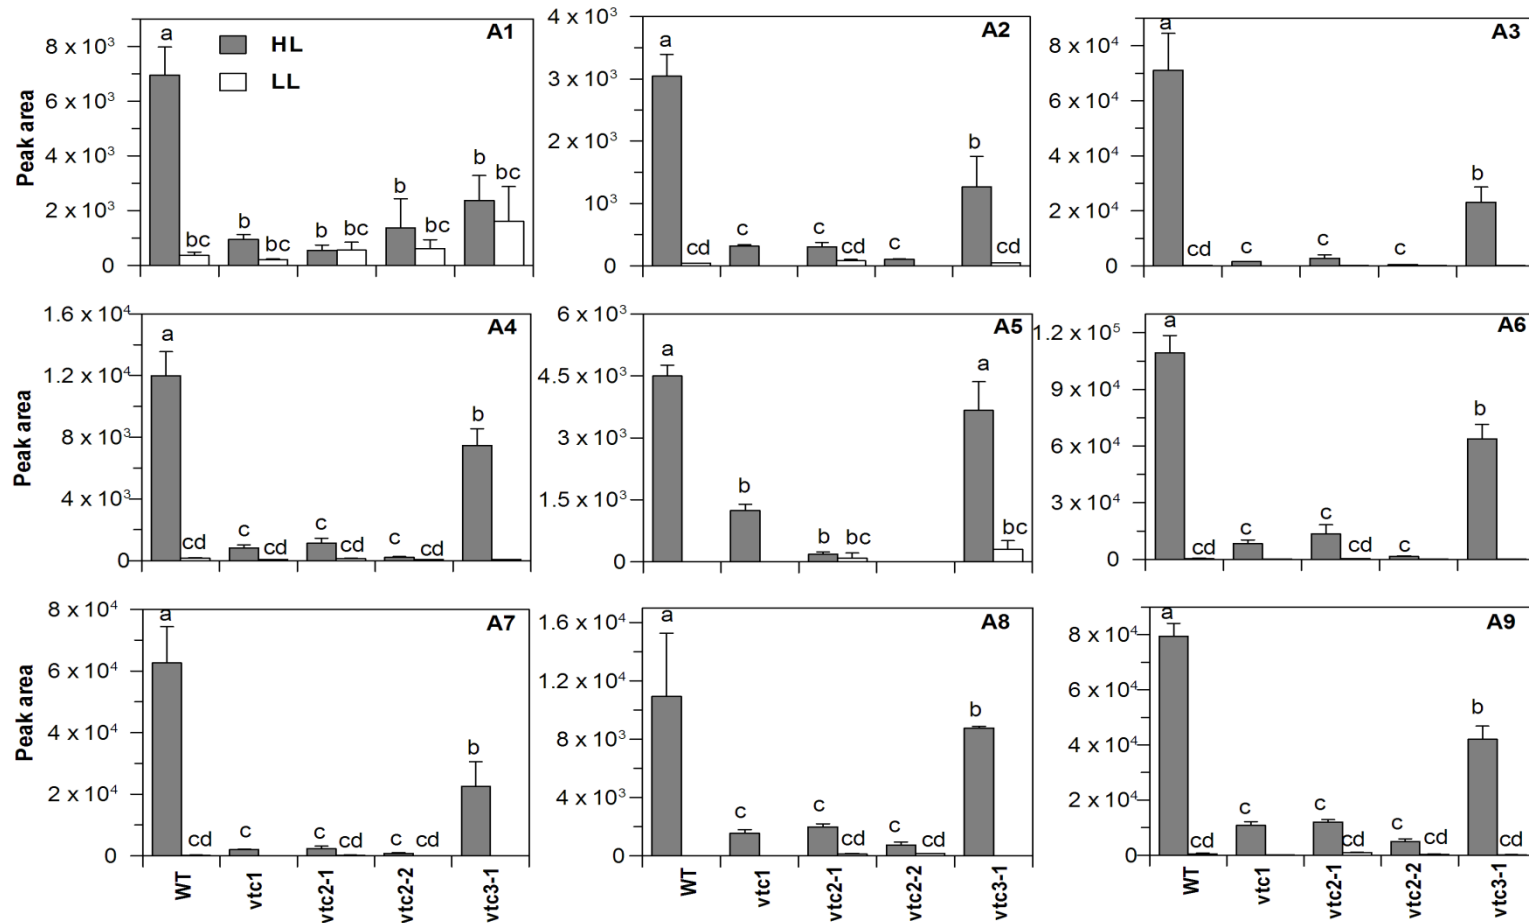 A1
HL
LL
Peak area
8 x 10³
6 x 10³
4 x 10³
2 x 10³
0
a
bc
b
bc
b
bc
b
bc
b
bc
A2
4 x 10³
3 x 10³
2 x 10³
10³
0
a
cd
c
c
cd
c
b
A3
8 x 10⁴
6 x 10⁴
4 x 10⁴
2 x 10⁴
0
a
cd
c
c
c
b
A4
Peak area
1.6 x 10⁴
1.2 x 10⁴
8 x 10³
4 x 10³
0
a
cd
c
cd
c
cd
c
cd
b
A5
6 x 10³
4.5 x 10³
3 x 10³
1.5 x 10³
0
a
b
b
bc
a
bc
A6
1.2 x 10⁵
9 x 10⁴
6 x 10⁴
3 x 10⁴
0
a
cd
c
c
cd
c
b
A7
Peak area
8 x 10⁴
6 x 10⁴
4 x 10⁴
2 x 10⁴
0
a
cd
c
c
cd
c
cd
b
WT
vtc1
vtc2-1
vtc2-2
vtc3-1
A8
1.6 x 10⁴
1.2 x 10⁴
8 x 10³
4 x 10³
0
a
c
c
cd
c
cd
b
WT
vtc1
vtc2-1
vtc2-2
vtc3-1
A9
8 x 10⁴
6 x 10⁴
4 x 10⁴
2 x 10⁴
0
a
cd
c
c
cd
c
cd
b
WT
vtc1
vtc2-1
vtc2-2
vtc3-1